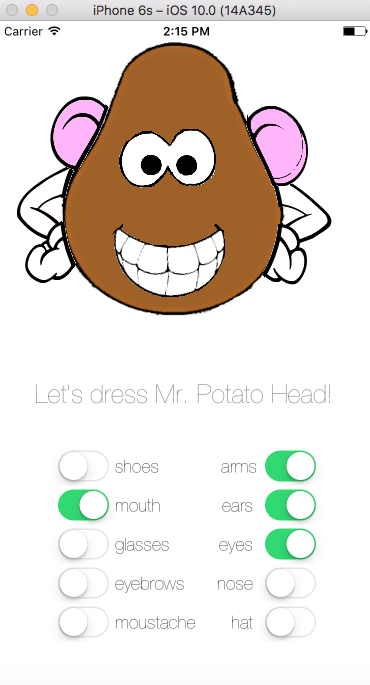 iPhone 6s – iOS 10.0 (14A345)
Carrier 2:15 PM
Let's dress Mr. Potato Head!
shoes arms
mouth ears
glasses eyes
eyebrows nose
moustache hat